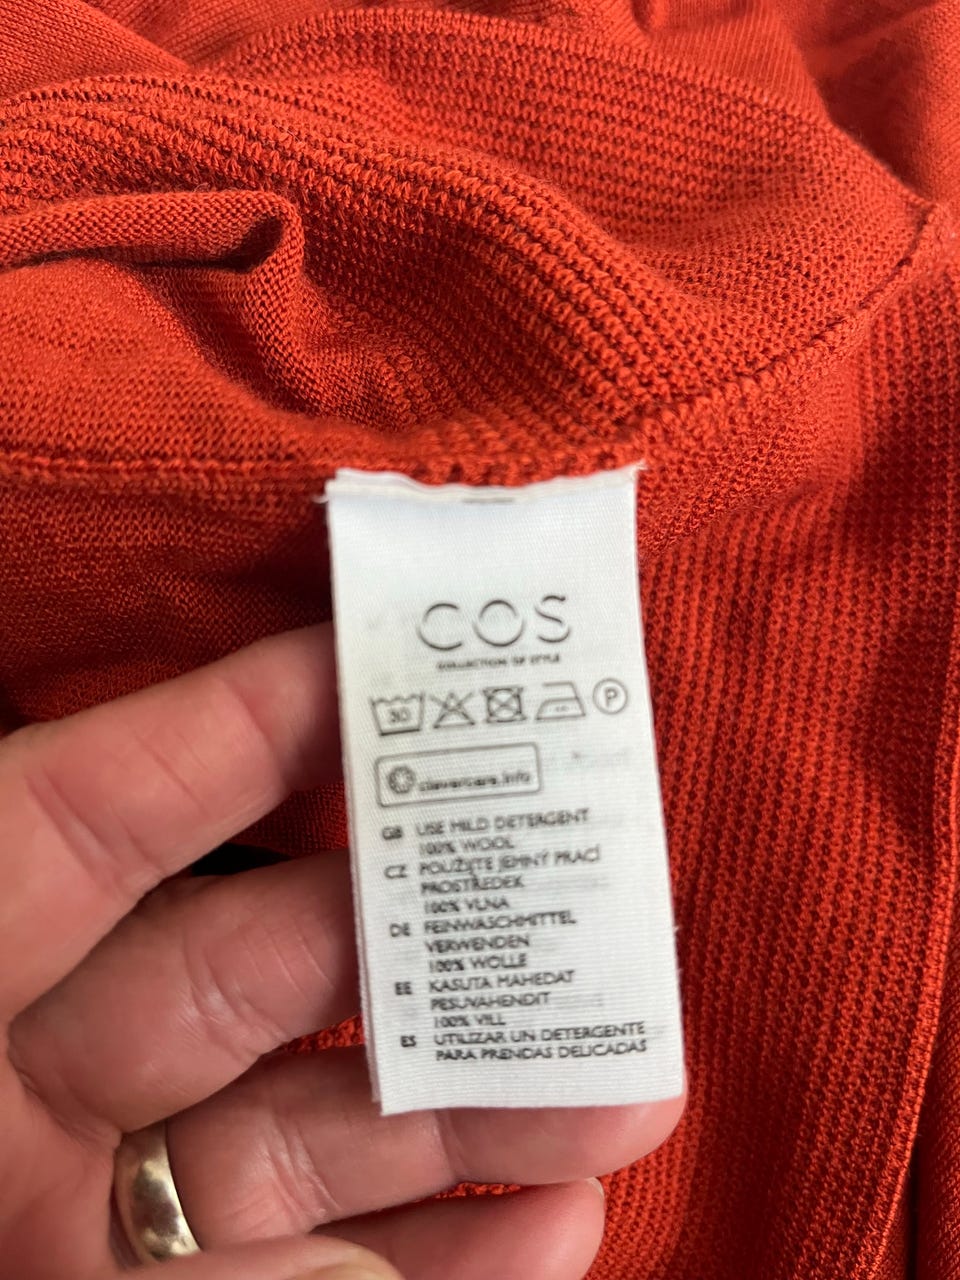 COS
COLLECTION OF STYLE
30 P
clevercare.info
GB USE MILD DETERGENT
100% WOOL
CZ POUŽIJTE JEMNÝ PRACÍ
PROSTŘEDEK
100% VLNA
DE FEINWASCHMITTEL
VERWENDEN
100% WOLLE
EE KASUTA MAHEDAT
PESUVAHENDIT
100% VILL
ES UTILIZAR UN DETERGENTE
PARA PRENDAS DELICADAS